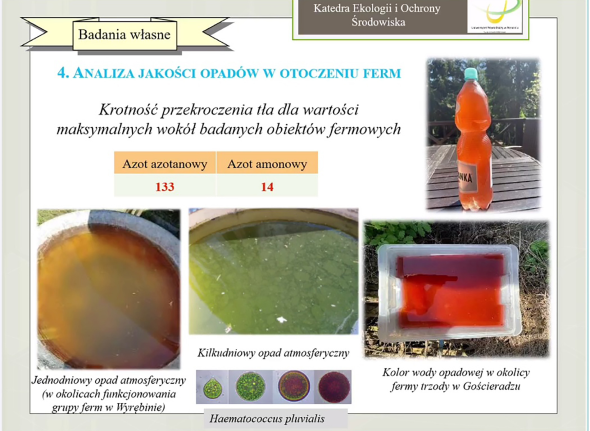 Katedra Ekologii i Ochrony
Środowiska
Badania własne
4. ANALIZA JAKOŚCI OPADÓW W OTOCZENIU FERM
Krotność przekroczenia tła dla wartości
maksymalnych wokół badanych obiektów fermowych
Azot azotanowy Azot amonowy
133 14
Kilkudniowy opad atmosferyczny
Jednodniowy opad atmosferyczny
(w okolicach funkcjonowania
grupy ferm w Wyrębinie)
Kolor wody opadowej w okolicy
fermy trzody w Gościeradzu
Haematococcus pluvialis